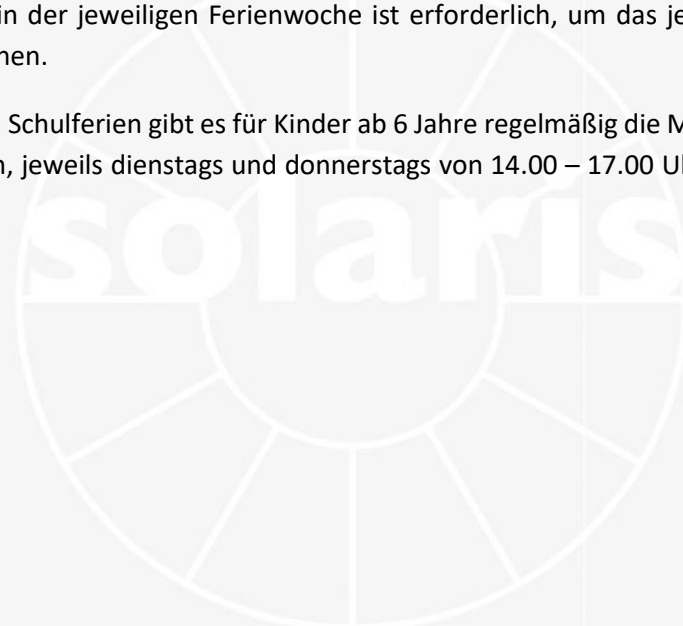 in der jeweiligen Ferienwoche ist erforderlich, um das je
nen.
Schulferien gibt es für Kinder ab 6 Jahre regelmäßig die M
n, jeweils dienstags und donnerstags von 14.00 – 17.00 U
solaris